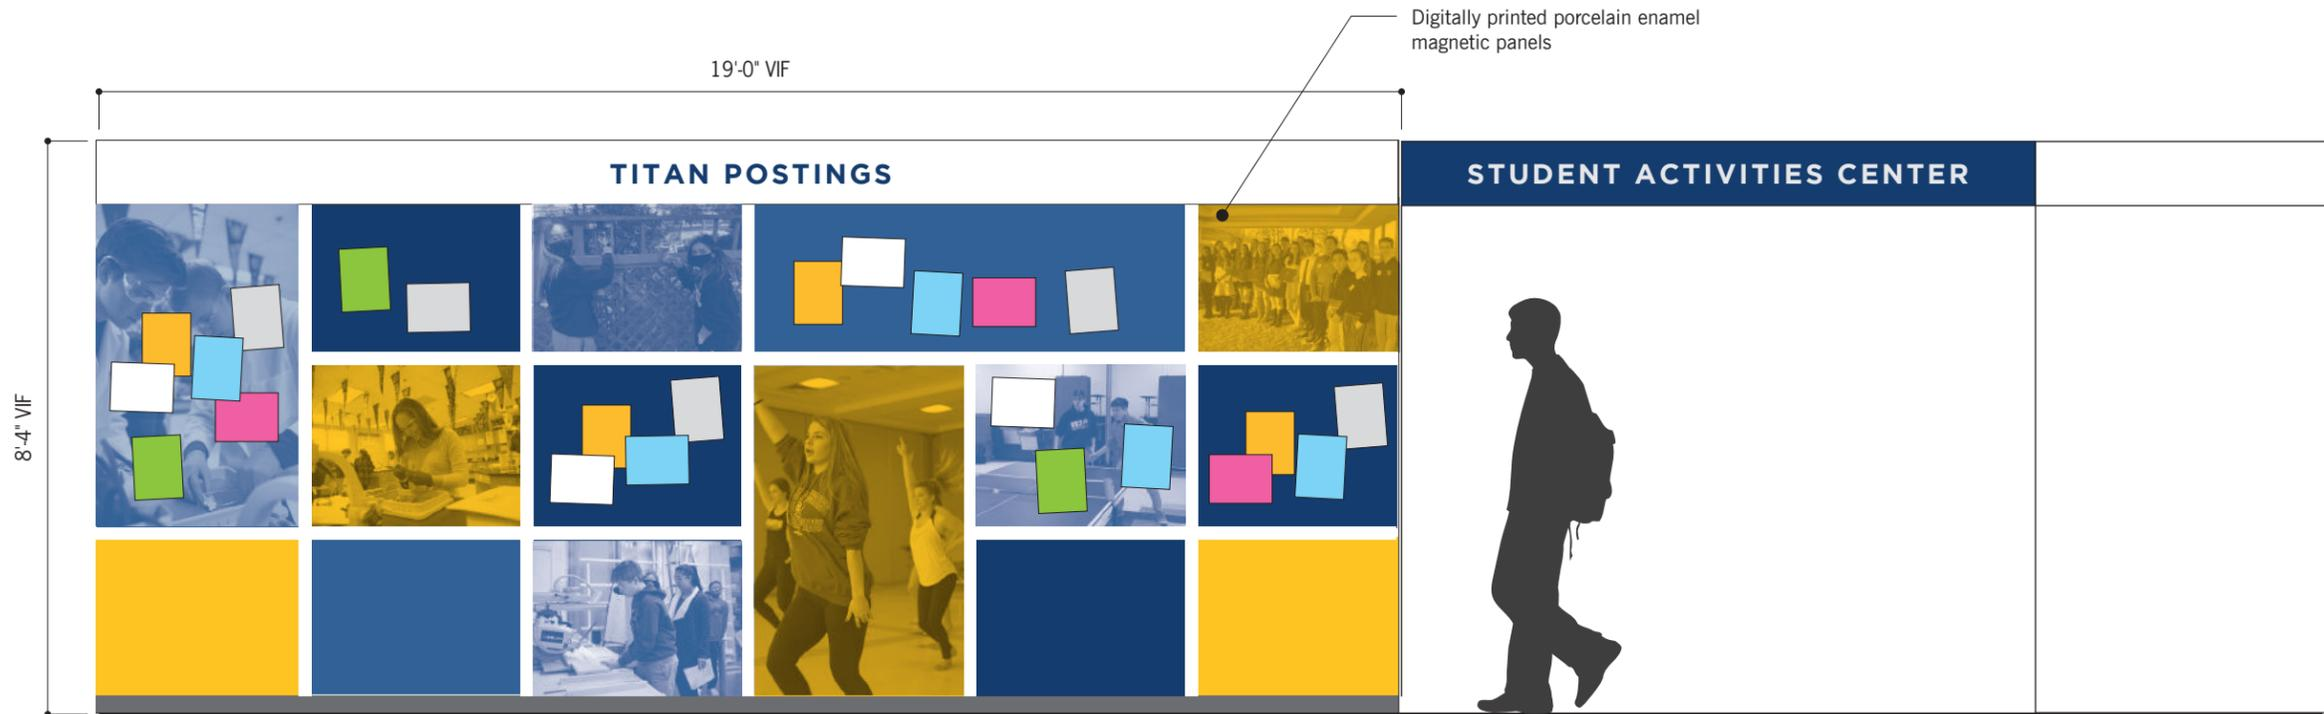 Digitally printed porcelain enamel
magnetic panels
19'-0" VIF
8'-4" VIF
TITAN POSTINGS
STUDENT ACTIVITIES CENTER